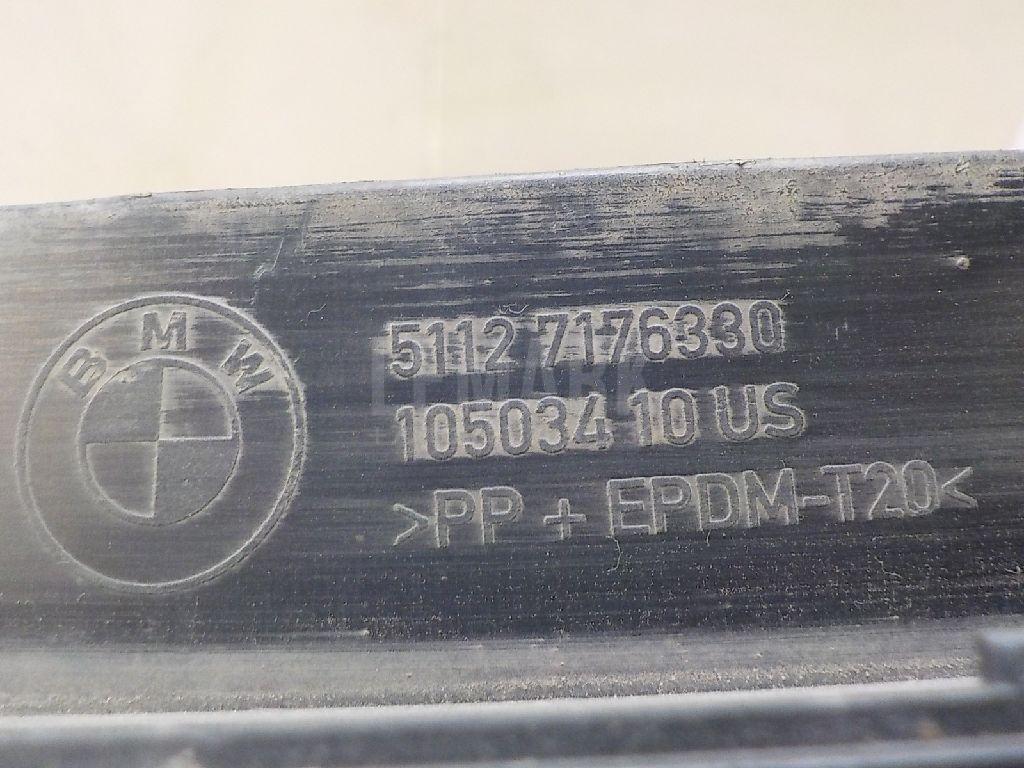 BMW
5112 7176330
105034 10 US
>PP + EPDM-T20<